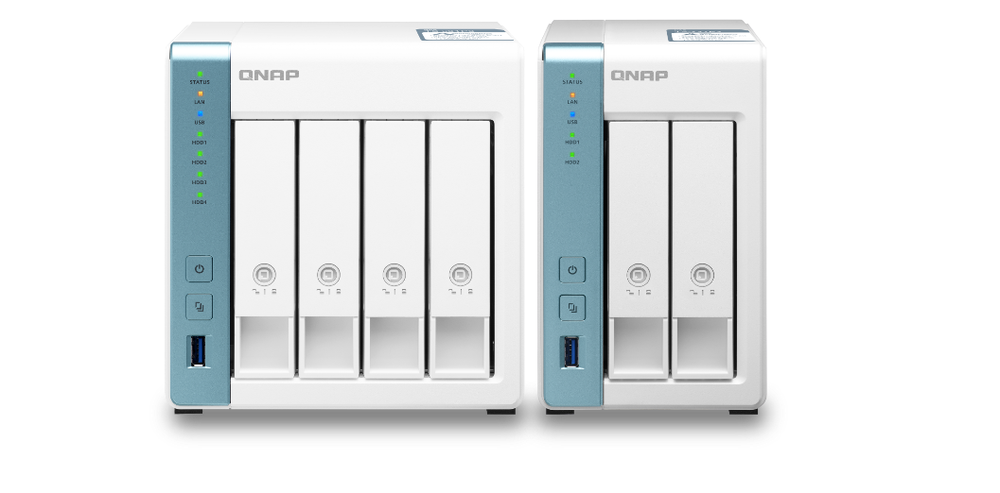 QNAP
STATUS
LAN
USB
HDD1
HDD2
HDD3
HDD4
QNAP
STATUS
LAN
USB
HDD1
HDD2